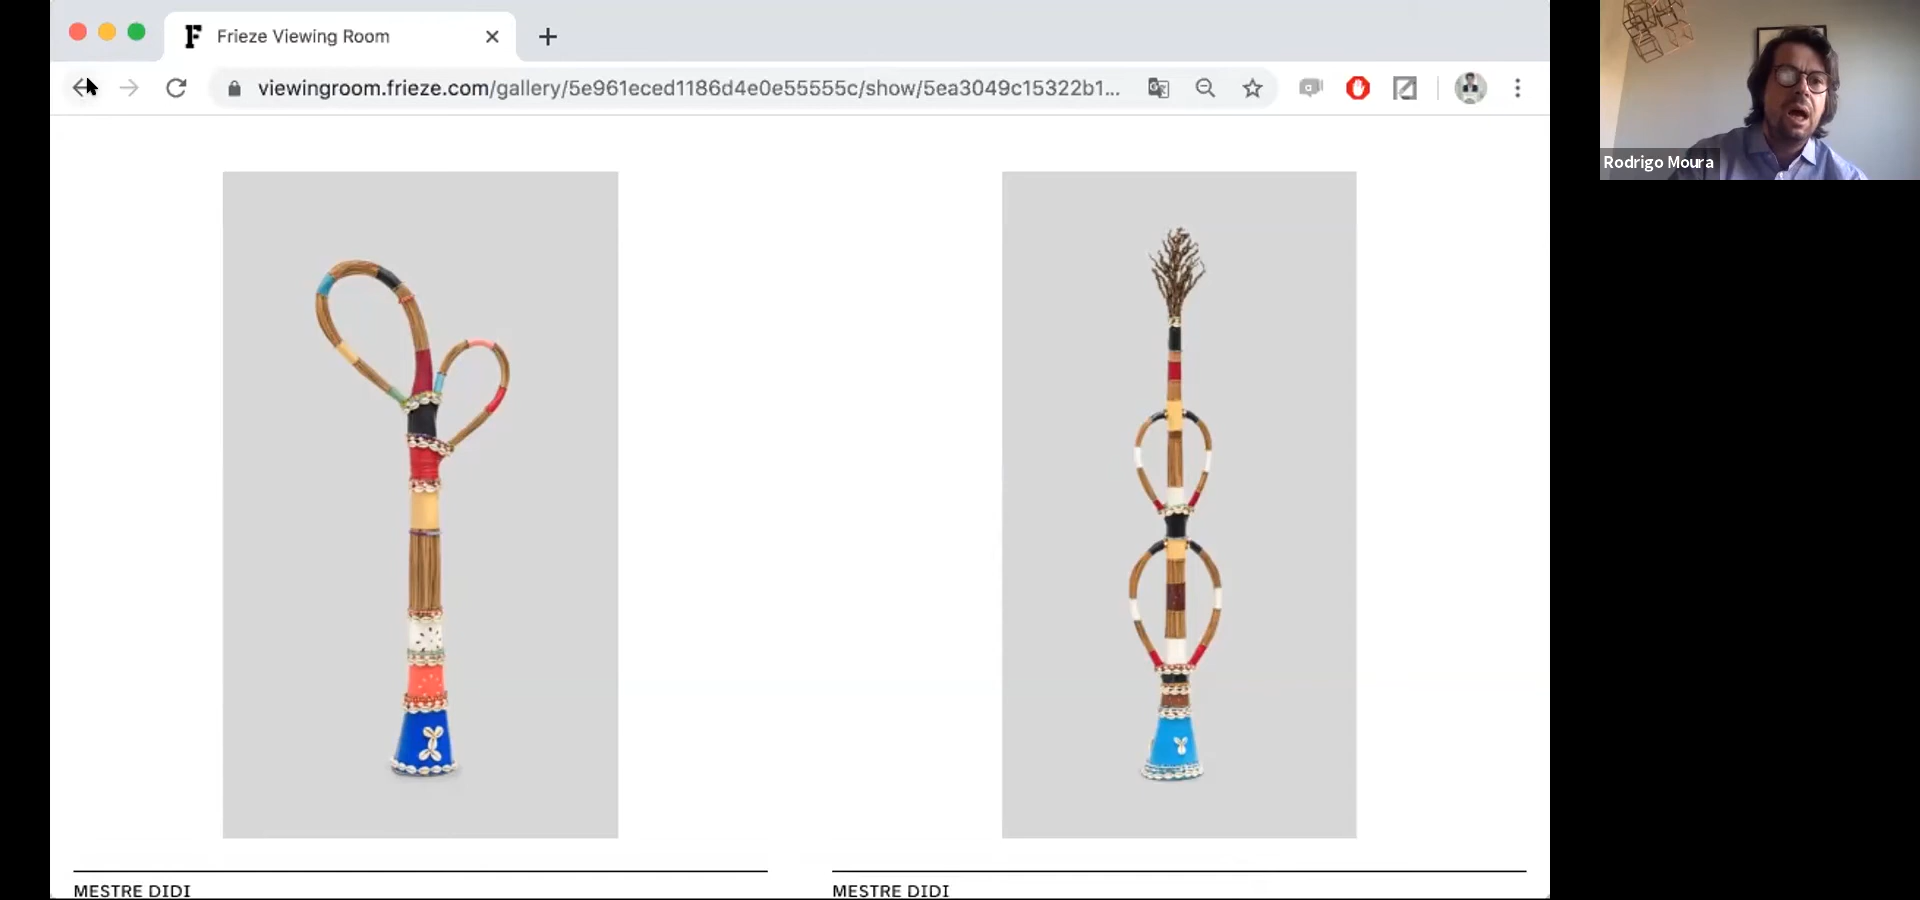 Frieze Viewing Room
viewingroom.frieze.com/gallery/5e961eced1186d4e0e55555c/show/5ea3049c15322b1...
Rodrigo Moura
MESTRE DIDI
MESTRE DIDI